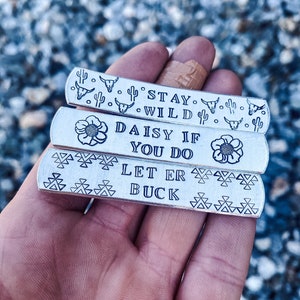 STAY
WILD
DAISY IF
YOU DO
LET ER
BUCK